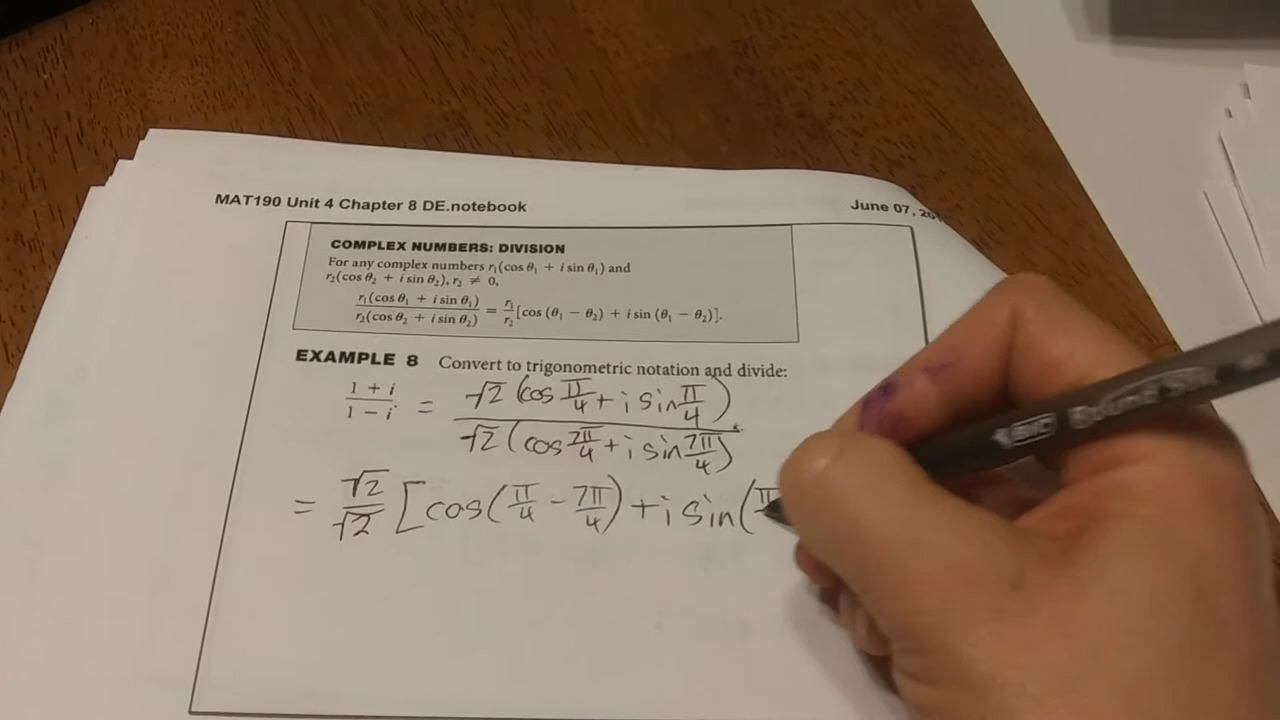 MAT190 Unit 4 Chapter 8 DE.notebook
June 07,
COMPLEX NUMBERS: DIVISION
For any complex numbers r₁(cos θ₁ + i sin θ₁) and
r₂(cos θ₂ + i sin θ₂), r₂ ≠ 0,
r₁(cos θ₁ + i sin θ₁) / r₂(cos θ₂ + i sin θ₂) = r₁/r₂ [cos (θ₁ − θ₂) + i sin (θ₁ − θ₂)].
EXAMPLE 8 Convert to trigonometric notation and divide:
(1 + i)/(1 − i) = √2 (cos π/4 + i sin π/4) / √2 (cos 7π/4 + i sin 7π/4)
= √2/√2 [cos(π/4 − 7π/4) + i sin(π
BIC